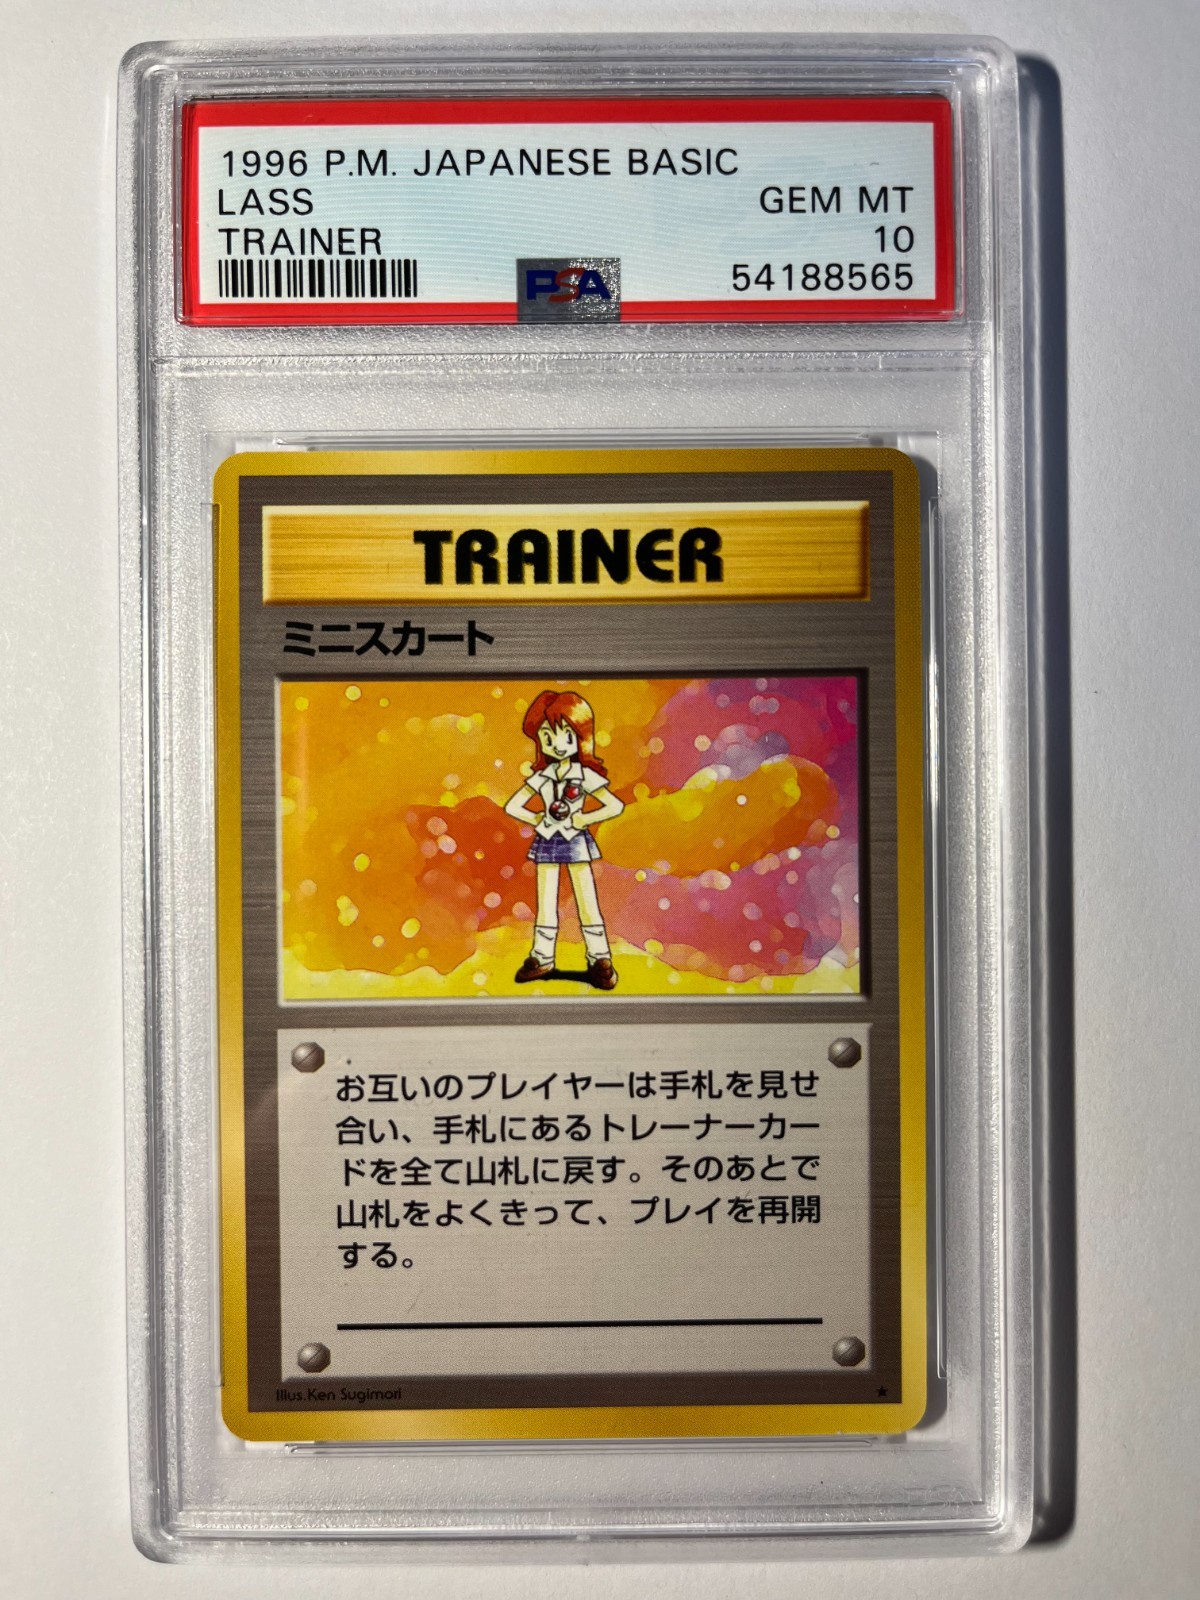 1996 P.M. JAPANESE BASIC
LASS GEM MT
TRAINER 10
PSA 54188565
TRAINER
ミニスカート
お互いのプレイヤーは手札を見せ
合い、手札にあるトレーナーカー
ドを全て山札に戻す。そのあとで
山札をよくきって、プレイを再開
する。
Illus.Ken Sugimori ★